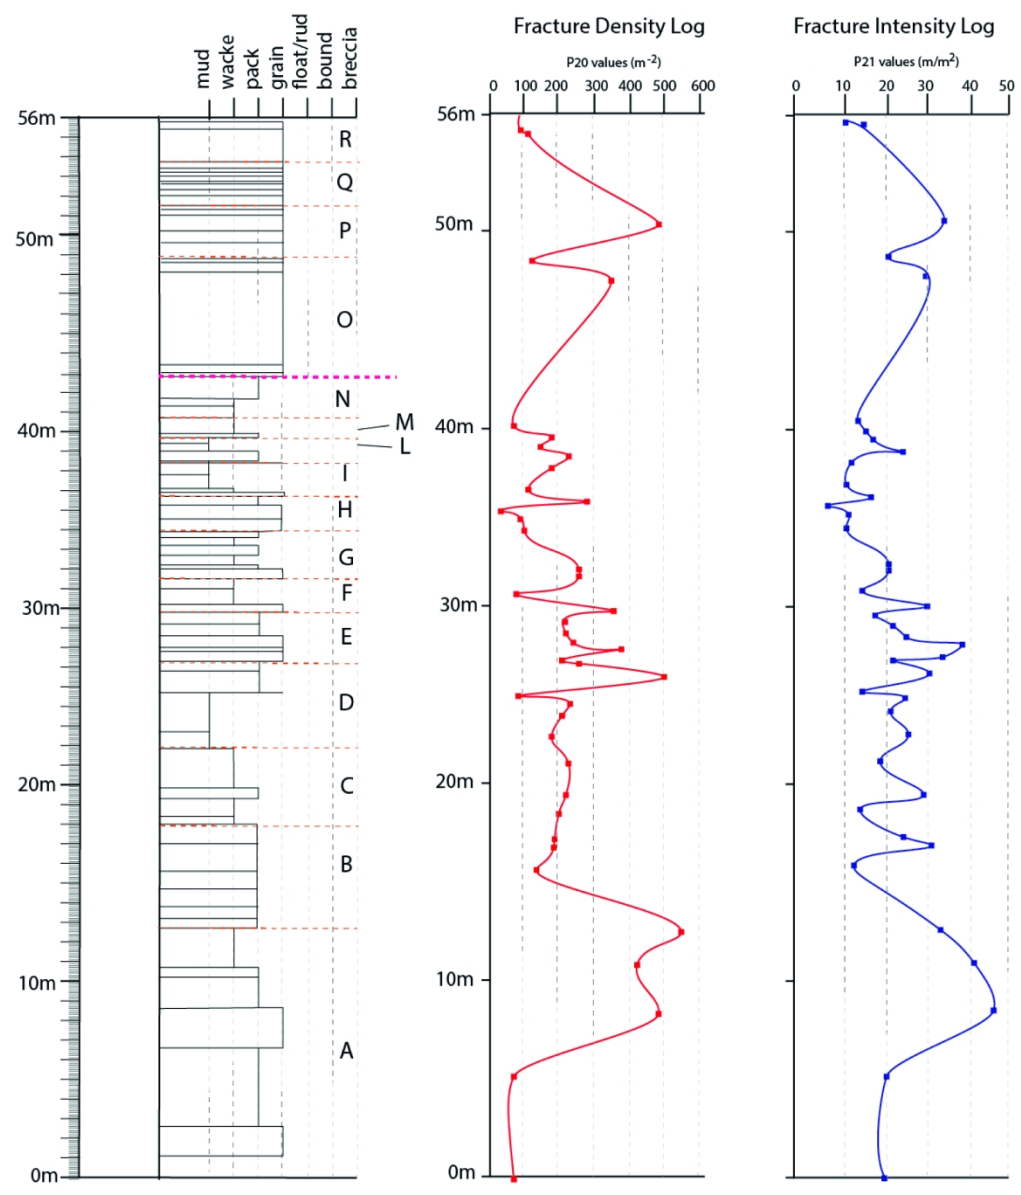 mud
wacke
pack
grain
float/rud
bound
breccia
56m
50m
40m
30m
20m
10m
0m
R
Q
P
O
N
M
L
I
H
G
F
E
D
C
B
A
Fracture Density Log
P20 values (m-2)
0 100 200 300 400 500 600
56m
50m
40m
30m
20m
10m
0m
Fracture Intensity Log
P21 values (m/m2)
0 10 20 30 40 50